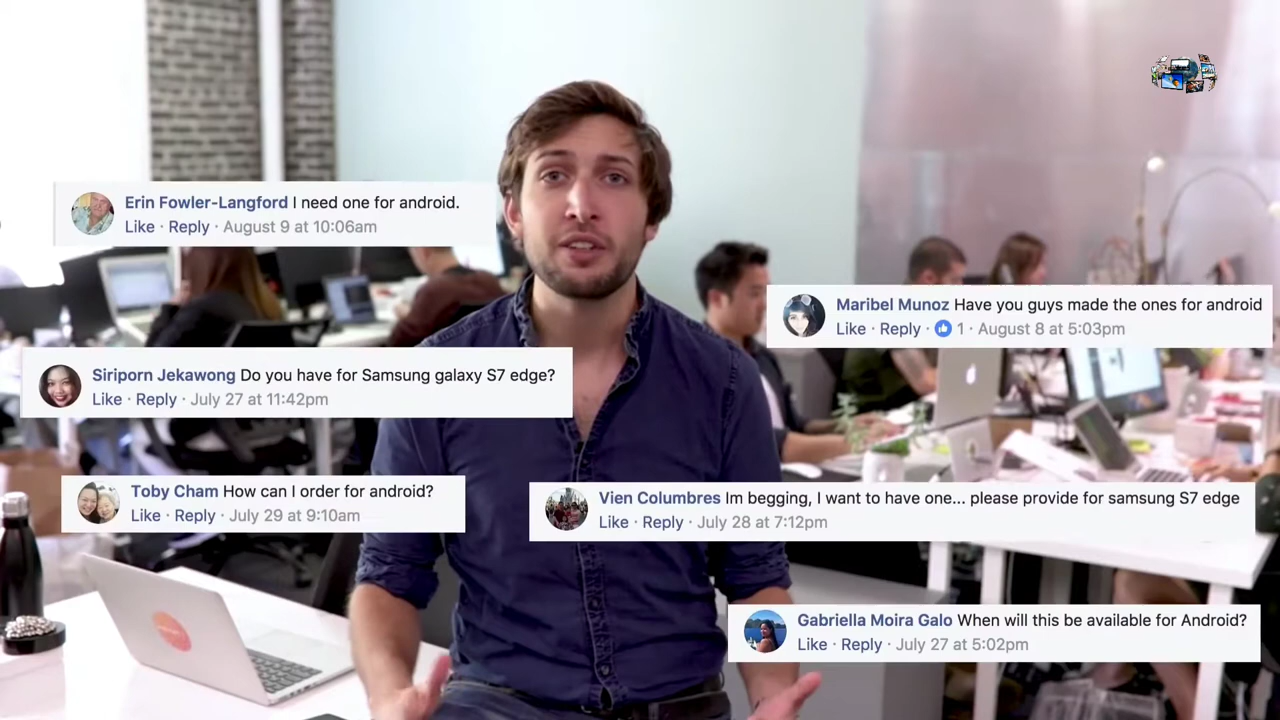 Erin Fowler-Langford I need one for android.
Like · Reply · August 9 at 10:06am
Maribel Munoz Have you guys made the ones for android
Like · Reply · 1 · August 8 at 5:03pm
Siriporn Jekawong Do you have for Samsung galaxy S7 edge?
Like · Reply · July 27 at 11:42pm
Toby Cham How can I order for android?
Like · Reply · July 29 at 9:10am
Vien Columbres Im begging, I want to have one... please provide for samsung S7 edge
Like · Reply · July 28 at 7:12pm
Gabriella Moira Galo When will this be available for Android?
Like · Reply · July 27 at 5:02pm